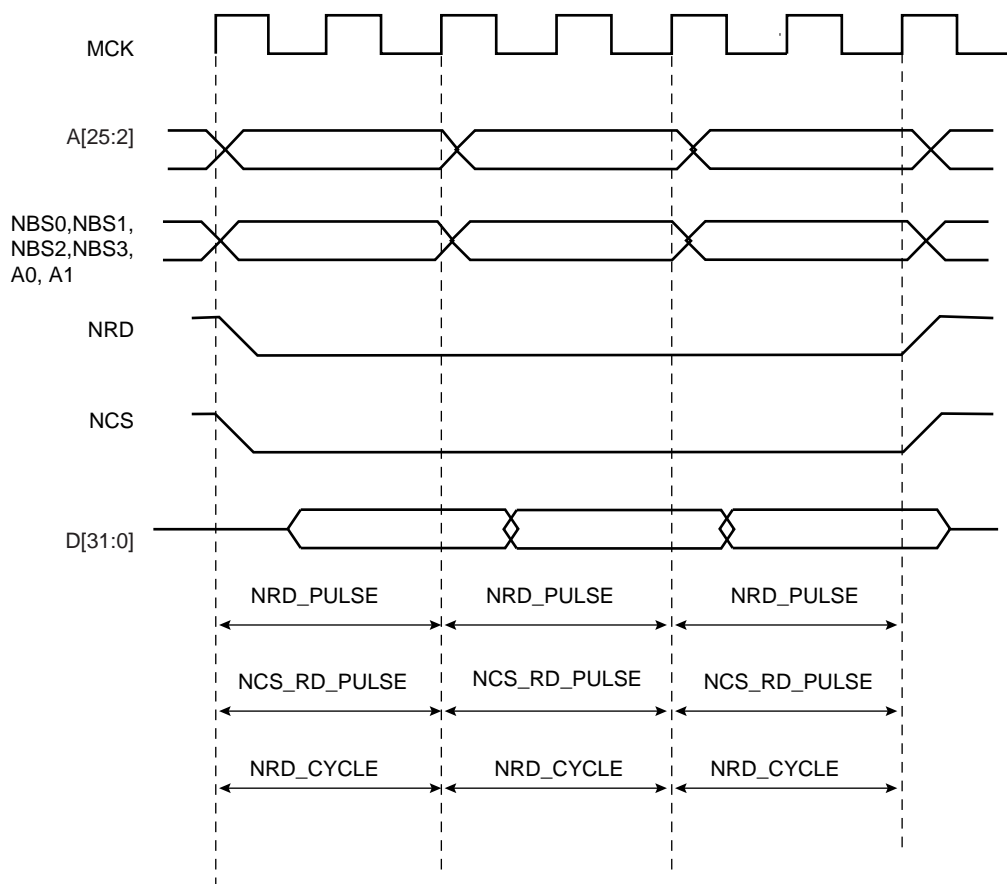 MCK
A[25:2]
NBS0,NBS1,
NBS2,NBS3,
A0, A1
NRD
NCS
D[31:0]
NRD_PULSE NRD_PULSE NRD_PULSE
NCS_RD_PULSE NCS_RD_PULSE NCS_RD_PULSE
NRD_CYCLE NRD_CYCLE NRD_CYCLE